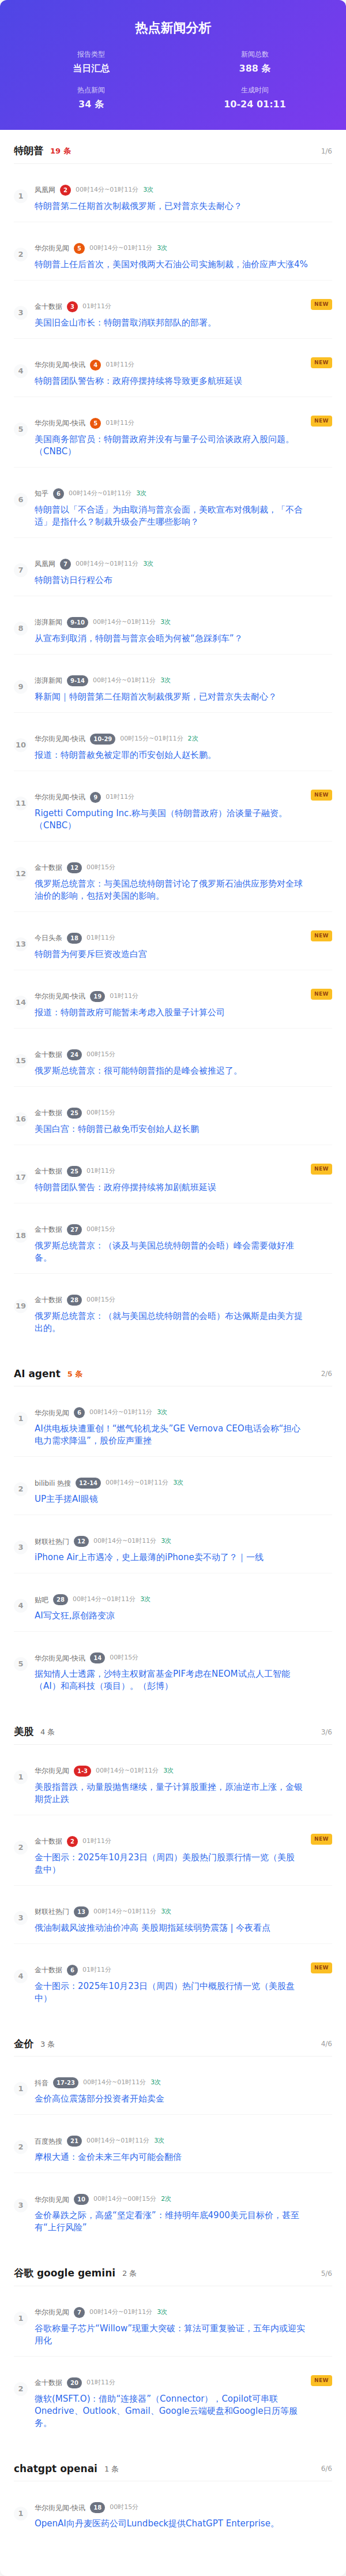 热点新闻分析
报告类型
当日汇总
新闻总数
388 条
热点新闻
34 条
生成时间
10-24 01:11
特朗普 19 条 1/6
1 凤凰网 2 00时14分~01时11分 3次
特朗普第二任期首次制裁俄罗斯，已对普京失去耐心？
2 华尔街见闻 5 00时14分~01时11分 3次
特朗普上任后首次，美国对俄两大石油公司实施制裁，油价应声大涨4%
3 金十数据 3 01时11分 NEW
美国旧金山市长：特朗普取消联邦部队的部署。
4 华尔街见闻-快讯 4 01时11分 NEW
特朗普团队警告称：政府停摆持续将导致更多航班延误
5 华尔街见闻-快讯 5 01时11分 NEW
美国商务部官员：特朗普政府并没有与量子公司洽谈政府入股问题。
（CNBC）
6 知乎 6 00时14分~01时11分 3次
特朗普以「不合适」为由取消与普京会面，美欧宣布对俄制裁，「不合
适」是指什么？制裁升级会产生哪些影响？
7 凤凰网 7 00时14分~01时11分 3次
特朗普访日行程公布
8 澎湃新闻 9-10 00时14分~01时11分 3次
从宣布到取消，特朗普与普京会晤为何被“急踩刹车”？
9 澎湃新闻 9-14 00时14分~01时11分 3次
释新闻｜特朗普第二任期首次制裁俄罗斯，已对普京失去耐心？
10 华尔街见闻-快讯 10-29 00时15分~01时11分 2次
报道：特朗普赦免被定罪的币安创始人赵长鹏。
11 华尔街见闻-快讯 9 01时11分 NEW
Rigetti Computing Inc.称与美国（特朗普政府）洽谈量子融资。
（CNBC）
12 金十数据 12 00时15分
俄罗斯总统普京：与美国总统特朗普讨论了俄罗斯石油供应形势对全球
油价的影响，包括对美国的影响。
13 今日头条 18 01时11分 NEW
特朗普为何要斥巨资改造白宫
14 华尔街见闻-快讯 19 01时11分 NEW
报道：特朗普政府可能暂未考虑入股量子计算公司
15 金十数据 24 00时15分
俄罗斯总统普京：很可能特朗普指的是峰会被推迟了。
16 金十数据 25 00时15分
美国白宫：特朗普已赦免币安创始人赵长鹏
17 金十数据 25 01时11分 NEW
特朗普团队警告：政府停摆持续将加剧航班延误
18 金十数据 27 00时15分
俄罗斯总统普京：（谈及与美国总统特朗普的会晤）峰会需要做好准
备。
19 金十数据 28 00时15分
俄罗斯总统普京：（就与美国总统特朗普的会晤）布达佩斯是由美方提
出的。
AI agent 5 条 2/6
1 华尔街见闻 6 00时14分~01时11分 3次
AI供电板块遭重创！“燃气轮机龙头”GE Vernova CEO电话会称“担心
电力需求降温”，股价应声重挫
2 bilibili 热搜 12-14 00时14分~01时11分 3次
UP主手搓AI眼镜
3 财联社热门 12 00时14分~01时11分 3次
iPhone Air上市遇冷，史上最薄的iPhone卖不动了？｜一线
4 贴吧 28 00时14分~01时11分 3次
AI写文狂,原创路变凉
5 华尔街见闻-快讯 14 00时15分
据知情人士透露，沙特主权财富基金PIF考虑在NEOM试点人工智能
（AI）和高科技（项目）。（彭博）
美股 4 条 3/6
1 华尔街见闻 1-3 00时14分~01时11分 3次
美股指普跌，动量股抛售继续，量子计算股重挫，原油逆市上涨，金银
期货止跌
2 金十数据 2 01时11分 NEW
金十图示：2025年10月23日（周四）美股热门股票行情一览（美股
盘中）
3 财联社热门 13 00时14分~01时11分 3次
俄油制裁风波推动油价冲高 美股期指延续弱势震荡 | 今夜看点
4 金十数据 6 01时11分 NEW
金十图示：2025年10月23日（周四）热门中概股行情一览（美股盘
中）
金价 3 条 4/6
1 抖音 17-23 00时14分~01时11分 3次
金价高位震荡部分投资者开始卖金
2 百度热搜 21 00时14分~01时11分 3次
摩根大通：金价未来三年内可能会翻倍
3 华尔街见闻 10 00时14分~00时15分 2次
金价暴跌之际，高盛“坚定看涨”：维持明年底4900美元目标价，甚至
有“上行风险”
谷歌 google gemini 2 条 5/6
1 华尔街见闻 7 00时14分~01时11分 3次
谷歌称量子芯片“Willow”现重大突破：算法可重复验证，五年内或迎实
用化
2 金十数据 20 01时11分 NEW
微软(MSFT.O)：借助“连接器”（Connector），Copilot可串联
Onedrive、Outlook、Gmail、Google云端硬盘和Google日历等服
务。
chatgpt openai 1 条 6/6
1 华尔街见闻-快讯 18 00时15分
OpenAI向丹麦医药公司Lundbeck提供ChatGPT Enterprise。